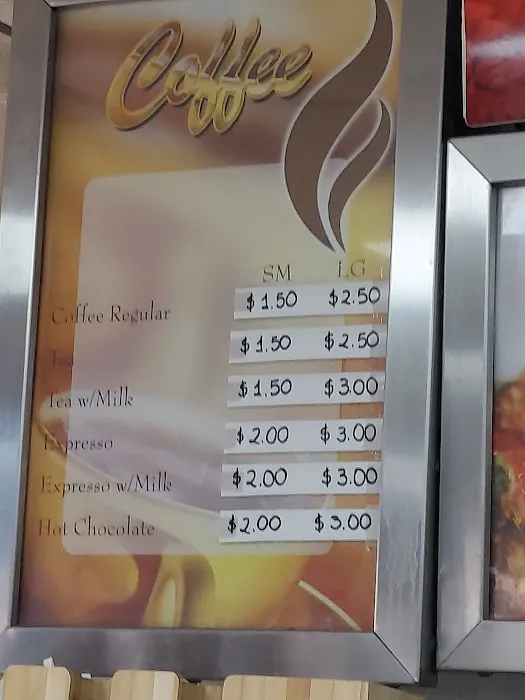 Coffee
SM LG
Coffee Regular $1.50 $2.50
Tea $1.50 $2.50
Tea w/Milk $1.50 $3.00
Expresso $2.00 $3.00
Expresso w/Milk $2.00 $3.00
Hot Chocolate $2.00 $3.00